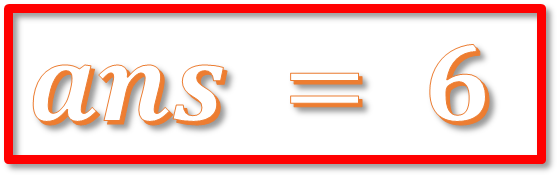 ans = 6